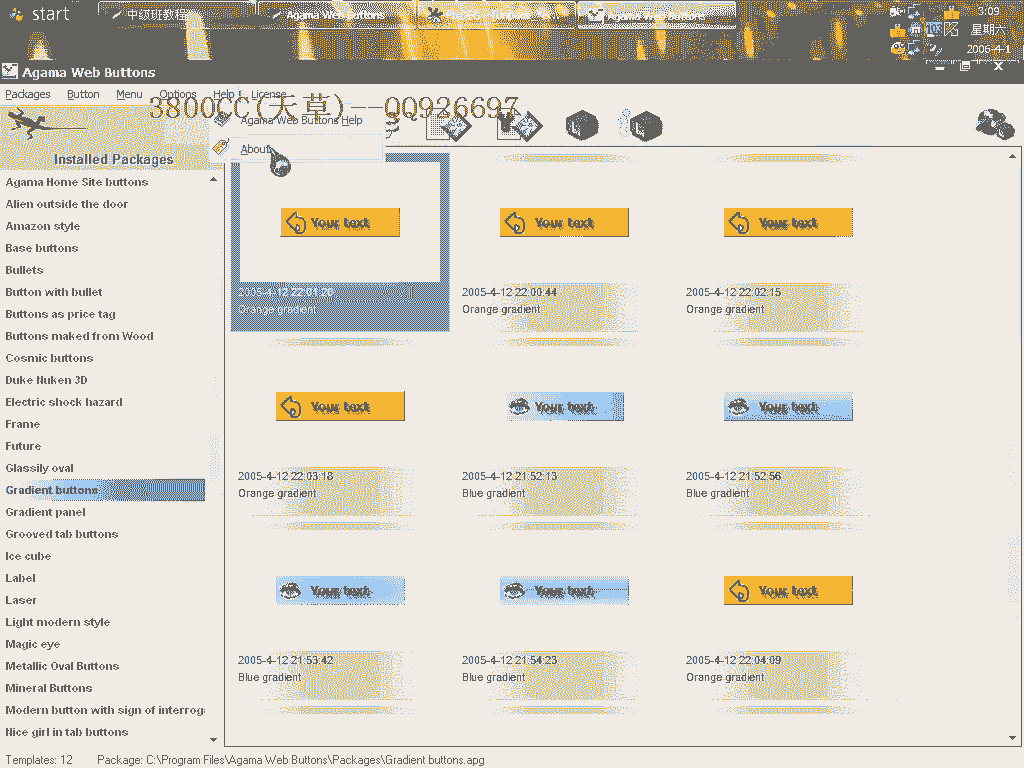 start
中级班教程
Agama Web Buttons
Agama Web Buttons
3:09
星期六
2006-4-1
Agama Web Buttons
Packages Button Menu Options Help License
3800CC(天草)--QQ926697
Agama Web Buttons Help
About
Installed Packages
Agama Home Site buttons
Alien outside the door
Amazon style
Base buttons
Bullets
Button with bullet
Buttons as price tag
Buttons maked from Wood
Cosmic buttons
Duke Nuken 3D
Electric shock hazard
Frame
Future
Glassily oval
Gradient buttons
Gradient panel
Grooved tab buttons
Ice cube
Label
Laser
Light modern style
Magic eye
Metallic Oval Buttons
Mineral Buttons
Modern button with sign of interrog
Nice girl in tab buttons
Your text Your text Your text
2005-4-12 22:01:20 2005-4-12 22:00:44 2005-4-12 22:02:15
Orange gradient Orange gradient Orange gradient
Your text Your text Your text
2005-4-12 22:03:18 2005-4-12 21:52:13 2005-4-12 21:52:56
Orange gradient Blue gradient Blue gradient
Your text Your text Your text
2005-4-12 21:53:42 2005-4-12 21:54:23 2005-4-12 22:04:09
Blue gradient Blue gradient Orange gradient
Templates: 12 Package: C:\Program Files\Agama Web Buttons\Packages\Gradient buttons.apg